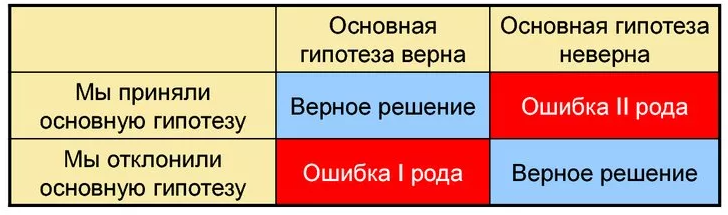 Основная
гипотеза верна
Основная гипотеза
неверна
Мы приняли
основную гипотезу
Верное решение
Ошибка II рода
Мы отклонили
основную гипотезу
Ошибка I рода
Верное решение